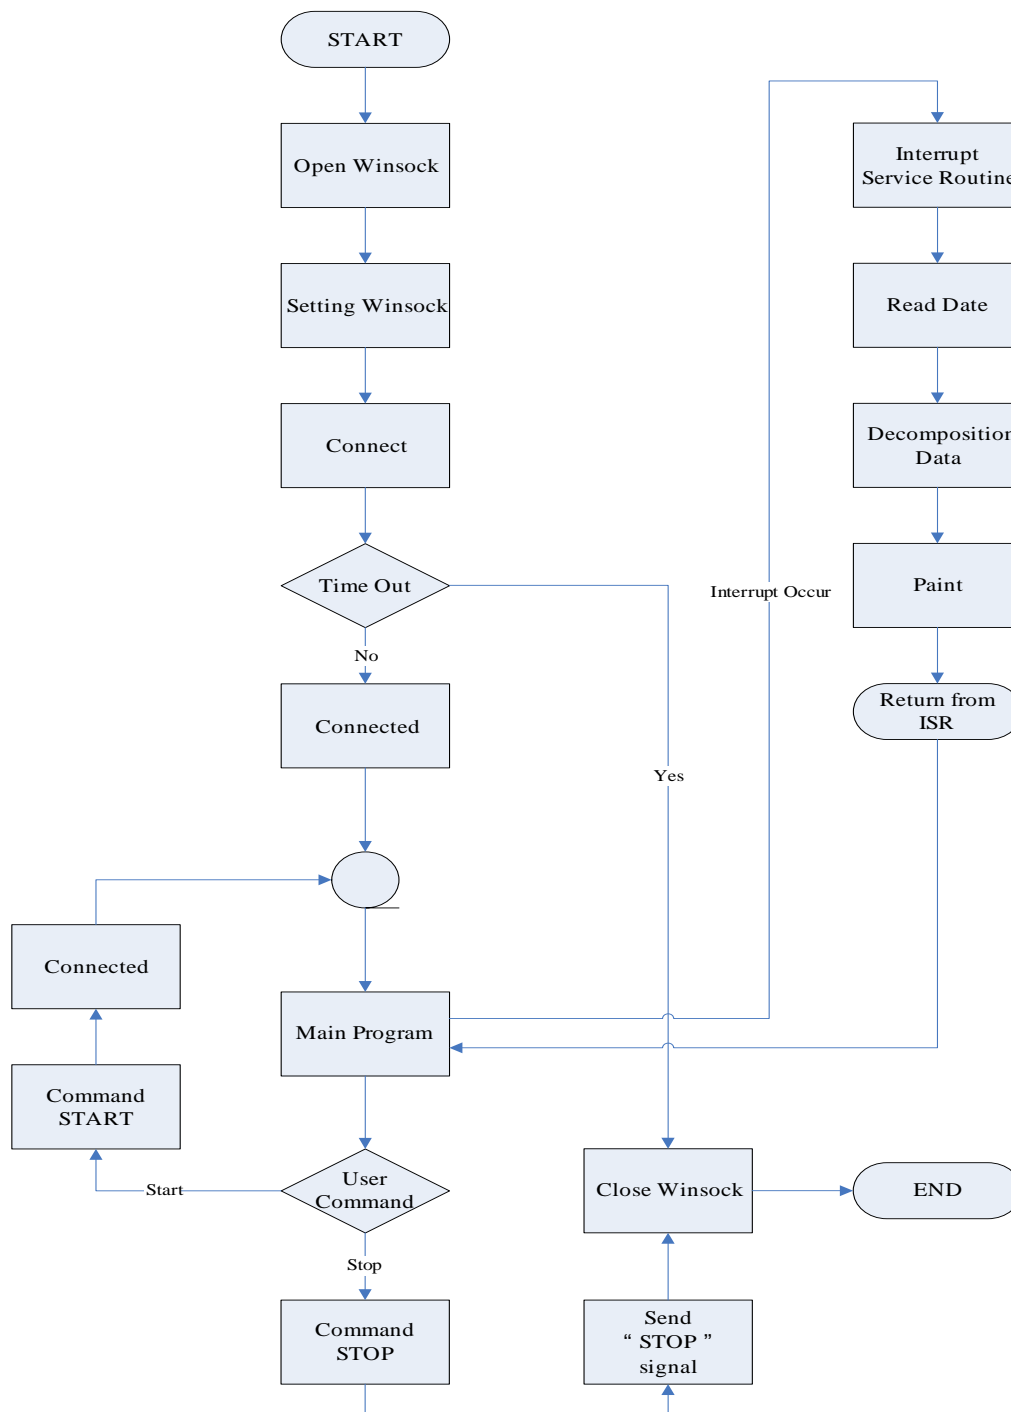 START
Open Winsock
Setting Winsock
Connect
Time Out
No
Connected
Yes
Connected
Main Program
Command
START
Start
User
Command
Stop
Command
STOP
Interrupt Occur
Interrupt
Service Routine
Read Date
Decomposition
Data
Paint
Return from
ISR
Close Winsock
END
Send
“ STOP ”
signal